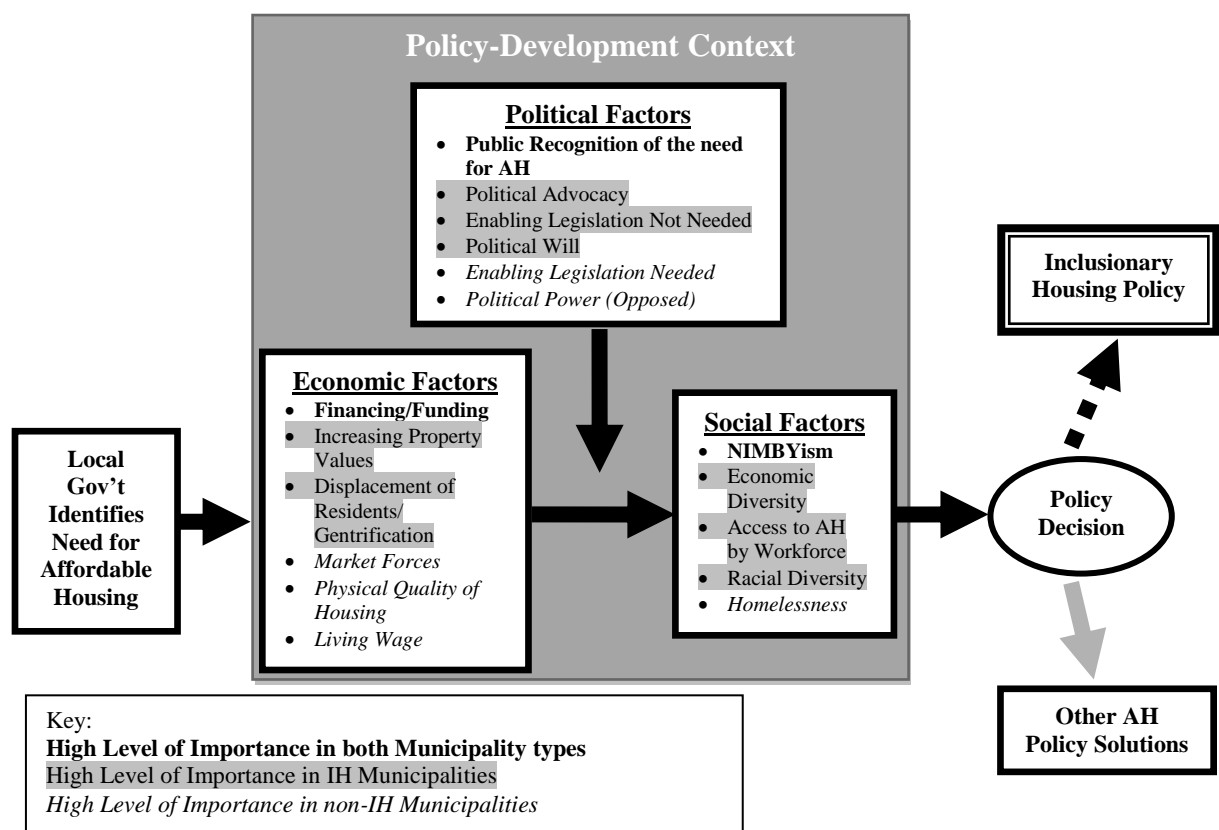 Policy-Development Context
Political Factors
• Public Recognition of the need
for AH
• Political Advocacy
• Enabling Legislation Not Needed
• Political Will
• Enabling Legislation Needed
• Political Power (Opposed)
Inclusionary
Housing Policy
Local
Gov’t
Identifies
Need for
Affordable
Housing
Economic Factors
• Financing/Funding
• Increasing Property
Values
• Displacement of
Residents/
Gentrification
• Market Forces
• Physical Quality of
Housing
• Living Wage
Social Factors
• NIMBYism
• Economic
Diversity
• Access to AH
by Workforce
• Racial Diversity
• Homelessness
Policy
Decision
Other AH
Policy Solutions
Key:
High Level of Importance in both Municipality types
High Level of Importance in IH Municipalities
High Level of Importance in non-IH Municipalities